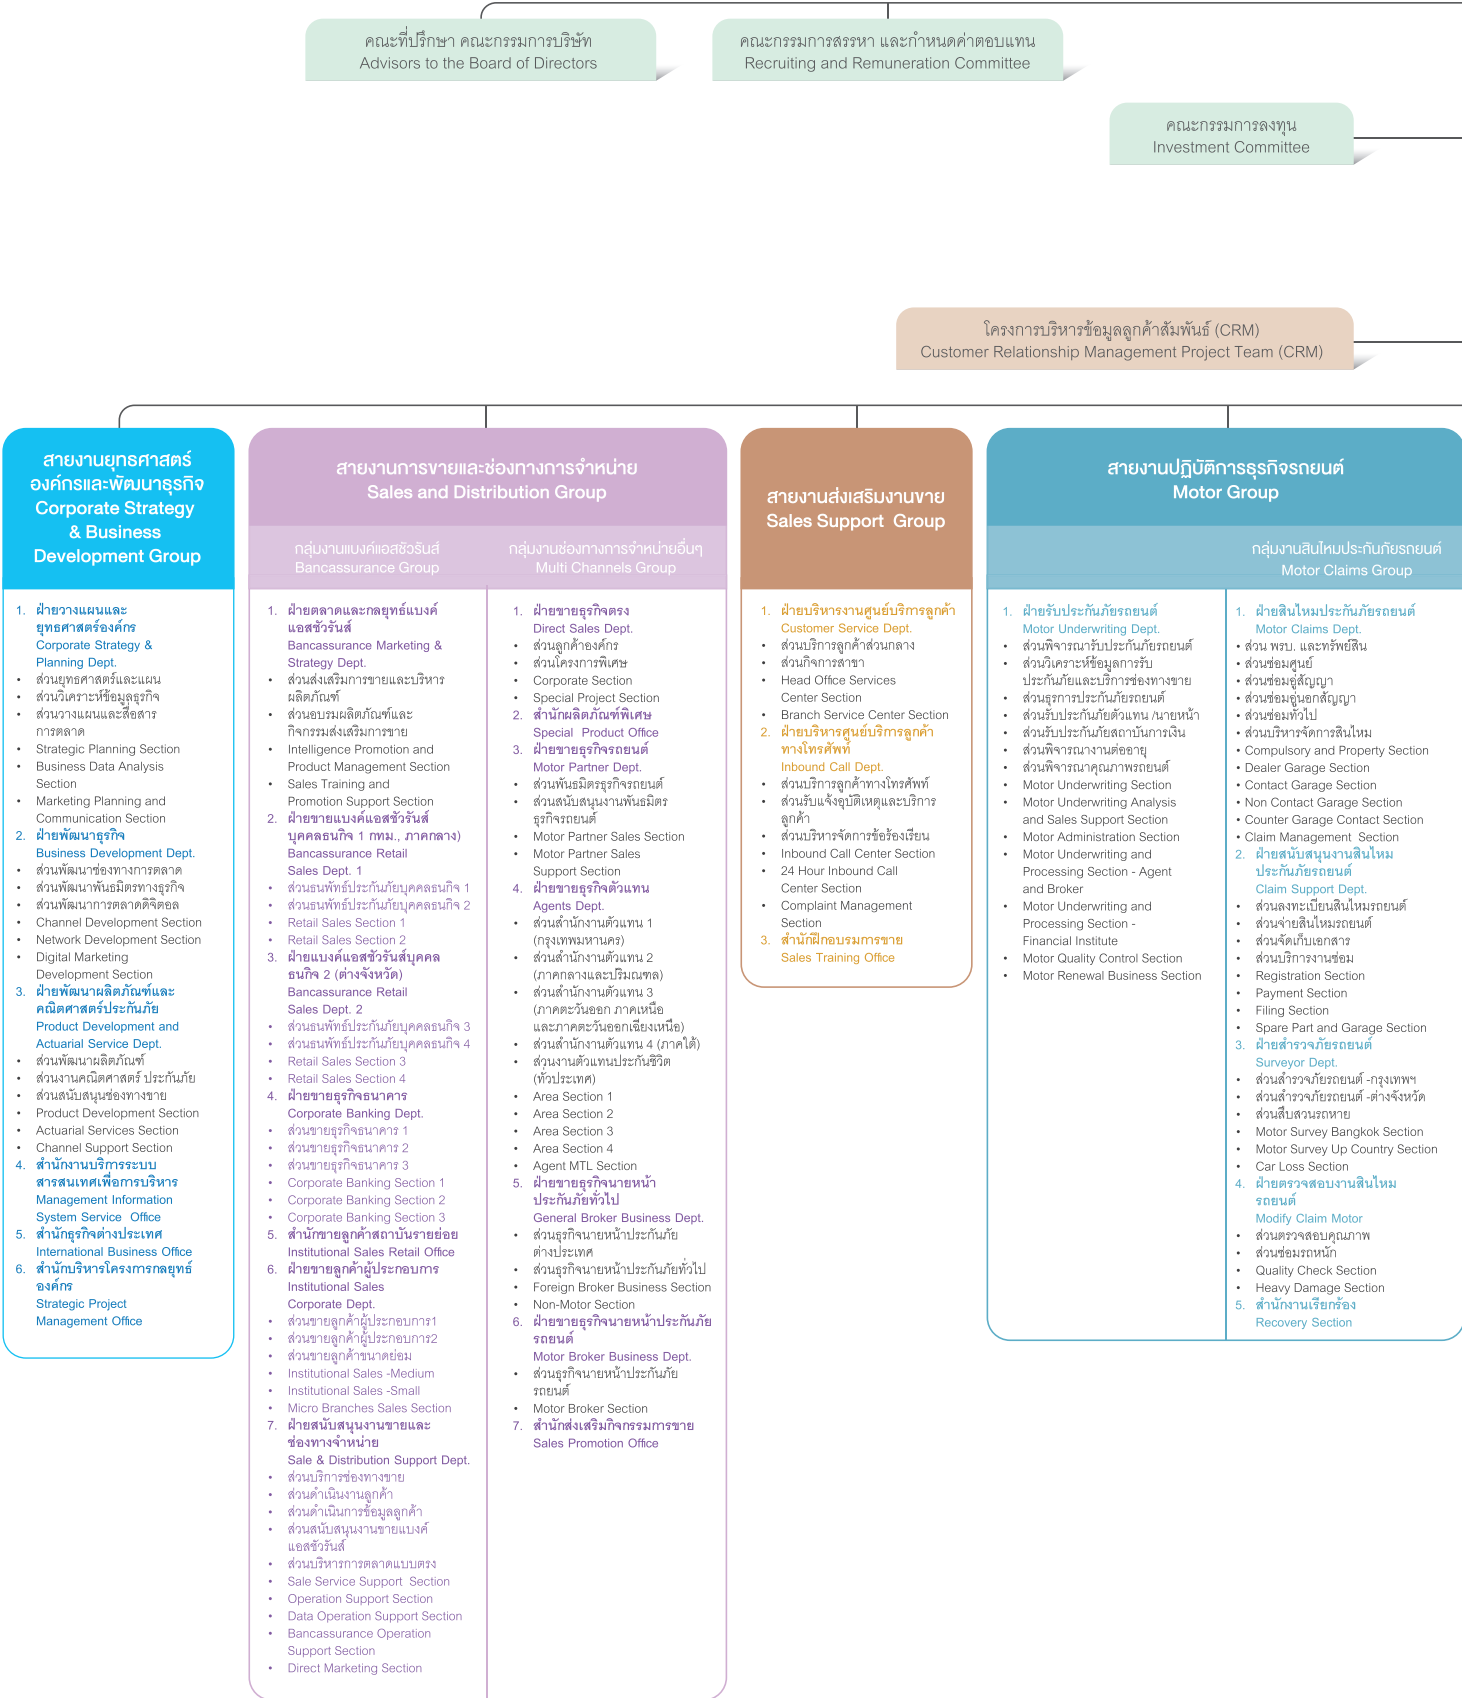 คณะที่ปรึกษา คณะกรรมการบริษัท
Advisors to the Board of Directors
คณะกรรมการสรรหา และกำหนดค่าตอบแทน
Recruiting and Remuneration Committee
คณะกรรมการลงทุน
Investment Committee
โครงการบริหารข้อมูลลูกค้าสัมพันธ์ (CRM)
Customer Relationship Management Project Team (CRM)
สายงานยุทธศาสตร์
องค์กรและพัฒนาธุรกิจ
Corporate Strategy
& Business
Development Group
1. ฝ่ายวางแผนและ
ยุทธศาสตร์องค์กร
Corporate Strategy &
Planning Dept.
• ส่วนยุทธศาสตร์และแผน
• ส่วนวิเคราะห์ข้อมูลธุรกิจ
• ส่วนวางแผนและสื่อสาร
การตลาด
• Strategic Planning Section
• Business Data Analysis
Section
• Marketing Planning and
Communication Section
2. ฝ่ายพัฒนาธุรกิจ
Business Development Dept.
• ส่วนพัฒนาช่องทางการตลาด
• ส่วนพัฒนาพันธมิตรทางธุรกิจ
• ส่วนพัฒนาการตลาดดิจิตอล
• Channel Development Section
• Network Development Section
• Digital Marketing
Development Section
3. ฝ่ายพัฒนาผลิตภัณฑ์และ
คณิตศาสตร์ประกันภัย
Product Development and
Actuarial Service Dept.
• ส่วนพัฒนาผลิตภัณฑ์
• ส่วนงานคณิตศาสตร์ ประกันภัย
• ส่วนสนับสนุนช่องทางขาย
• Product Development Section
• Actuarial Services Section
• Channel Support Section
4. สำนักงานบริการระบบ
สารสนเทศเพื่อการบริหาร
Management Information
System Service Office
5. สำนักธุรกิจต่างประเทศ
International Business Office
6. สำนักบริหารโครงการกลยุทธ์
องค์กร
Strategic Project
Management Office
สายงานการขายและช่องทางการจำหน่าย
Sales and Distribution Group
กลุ่มงานแบงค์แอสชัวรันส์
Bancassurance Group
1. ฝ่ายตลาดและกลยุทธ์แบงค์
แอสชัวรันส์
Bancassurance Marketing &
Strategy Dept.
• ส่วนส่งเสริมการขายและบริหาร
ผลิตภัณฑ์
• ส่วนอบรมผลิตภัณฑ์และ
กิจกรรมส่งเสริมการขาย
• Intelligence Promotion and
Product Management Section
• Sales Training and
Promotion Support Section
2. ฝ่ายขายแบงค์แอสชัวรันส์
บุคคลธนกิจ 1 กทม., ภาคกลาง)
Bancassurance Retail
Sales Dept. 1
• ส่วนธนพัทธ์ประกันภัยบุคคลธนกิจ 1
• ส่วนธนพัทธ์ประกันภัยบุคคลธนกิจ 2
• Retail Sales Section 1
• Retail Sales Section 2
3. ฝ่ายแบงค์แอสชัวรันส์บุคคล
ธนกิจ 2 (ต่างจังหวัด)
Bancassurance Retail
Sales Dept. 2
• ส่วนธนพัทธ์ประกันภัยบุคคลธนกิจ 3
• ส่วนธนพัทธ์ประกันภัยบุคคลธนกิจ 4
• Retail Sales Section 3
• Retail Sales Section 4
4. ฝ่ายขายธุรกิจธนาคาร
Corporate Banking Dept.
• ส่วนขายธุรกิจธนาคาร 1
• ส่วนขายธุรกิจธนาคาร 2
• ส่วนขายธุรกิจธนาคาร 3
• Corporate Banking Section 1
• Corporate Banking Section 2
• Corporate Banking Section 3
5. สำนักขายลูกค้าสถาบันรายย่อย
Institutional Sales Retail Office
6. ฝ่ายขายลูกค้าผู้ประกอบการ
Institutional Sales
Corporate Dept.
• ส่วนขายลูกค้าผู้ประกอบการ1
• ส่วนขายลูกค้าผู้ประกอบการ2
• ส่วนขายลูกค้าขนาดย่อม
• Institutional Sales -Medium
• Institutional Sales -Small
• Micro Branches Sales Section
7. ฝ่ายสนับสนุนงานขายและ
ช่องทางจำหน่าย
Sale & Distribution Support Dept.
• ส่วนบริการช่องทางขาย
• ส่วนดำเนินงานลูกค้า
• ส่วนดำเนินการข้อมูลลูกค้า
• ส่วนสนับสนุนงานขายแบงค์
แอสชัวรันส์
• ส่วนบริหารการตลาดแบบตรง
• Sale Service Support Section
• Operation Support Section
• Data Operation Support Section
• Bancassurance Operation
Support Section
• Direct Marketing Section
กลุ่มงานช่องทางการจำหน่ายอื่นๆ
Multi Channels Group
1. ฝ่ายขายธุรกิจตรง
Direct Sales Dept.
• ส่วนลูกค้าองค์กร
• ส่วนโครงการพิเศษ
• Corporate Section
• Special Project Section
2. สำนักผลิตภัณฑ์พิเศษ
Special Product Office
3. ฝ่ายขายธุรกิจรถยนต์
Motor Partner Dept.
• ส่วนพันธมิตรธุรกิจรถยนต์
• ส่วนสนับสนุนงานพันธมิตร
ธุรกิจรถยนต์
• Motor Partner Sales Section
• Motor Partner Sales
Support Section
4. ฝ่ายขายธุรกิจตัวแทน
Agents Dept.
• ส่วนสำนักงานตัวแทน 1
(กรุงเทพมหานคร)
• ส่วนสำนักงานตัวแทน 2
(ภาคกลางและปริมณฑล)
• ส่วนสำนักงานตัวแทน 3
(ภาคตะวันออก ภาคเหนือ
และภาคตะวันออกเฉียงเหนือ)
• ส่วนสำนักงานตัวแทน 4 (ภาคใต้)
• ส่วนงานตัวแทนประกันชีวิต
(ทั่วประเทศ)
• Area Section 1
• Area Section 2
• Area Section 3
• Area Section 4
• Agent MTL Section
5. ฝ่ายขายธุรกิจนายหน้า
ประกันภัยทั่วไป
General Broker Business Dept.
• ส่วนธุรกิจนายหน้าประกันภัย
ต่างประเทศ
• ส่วนธุรกิจนายหน้าประกันภัยทั่วไป
• Foreign Broker Business Section
• Non-Motor Section
6. ฝ่ายขายธุรกิจนายหน้าประกันภัย
รถยนต์
Motor Broker Business Dept.
• ส่วนธุรกิจนายหน้าประกันภัย
รถยนต์
• Motor Broker Section
7. สำนักส่งเสริมกิจกรรมการขาย
Sales Promotion Office
สายงานส่งเสริมงานขาย
Sales Support Group
1. ฝ่ายบริหารงานศูนย์บริการลูกค้า
Customer Service Dept.
• ส่วนบริการลูกค้าส่วนกลาง
• ส่วนกิจการสาขา
• Head Office Services
Center Section
• Branch Service Center Section
2. ฝ่ายบริหารศูนย์บริการลูกค้า
ทางโทรศัพท์
Inbound Call Dept.
• ส่วนบริการลูกค้าทางโทรศัพท์
• ส่วนรับแจ้งอุบัติเหตุและบริการ
ลูกค้า
• ส่วนบริหารจัดการข้อร้องเรียน
• Inbound Call Center Section
• 24 Hour Inbound Call
Center Section
• Complaint Management
Section
3. สำนักฝึกอบรมการขาย
Sales Training Office
สายงานปฏิบัติการธุรกิจรถยนต์
Motor Group
1. ฝ่ายรับประกันภัยรถยนต์
Motor Underwriting Dept.
• ส่วนพิจารณารับประกันภัยรถยนต์
• ส่วนวิเคราะห์ข้อมูลการรับ
ประกันภัยและบริการช่องทางขาย
• ส่วนธุรการประกันภัยรถยนต์
• ส่วนรับประกันภัยตัวแทน /นายหน้า
• ส่วนรับประกันภัยสถาบันการเงิน
• ส่วนพิจารณางานต่ออายุ
• ส่วนพิจารณาคุณภาพรถยนต์
• Motor Underwriting Section
• Motor Underwriting Analysis
and Sales Support Section
• Motor Administration Section
• Motor Underwriting and
Processing Section - Agent
and Broker
• Motor Underwriting and
Processing Section -
Financial Institute
• Motor Quality Control Section
• Motor Renewal Business Section
กลุ่มงานสินไหมประกันภัยรถยนต์
Motor Claims Group
1. ฝ่ายสินไหมประกันภัยรถยนต์
Motor Claims Dept.
• ส่วน พรบ. และทรัพย์สิน
• ส่วนซ่อมศูนย์
• ส่วนซ่อมอู่สัญญา
• ส่วนซ่อมอู่นอกสัญญา
• ส่วนซ่อมทั่วไป
• ส่วนบริหารจัดการสินไหม
• Compulsory and Property Section
• Dealer Garage Section
• Contact Garage Section
• Non Contact Garage Section
• Counter Garage Contact Section
• Claim Management Section
2. ฝ่ายสนับสนุนงานสินไหม
ประกันภัยรถยนต์
Claim Support Dept.
• ส่วนลงทะเบียนสินไหมรถยนต์
• ส่วนจ่ายสินไหมรถยนต์
• ส่วนจัดเก็บเอกสาร
• ส่วนบริการงานซ่อม
• Registration Section
• Payment Section
• Filing Section
• Spare Part and Garage Section
3. ฝ่ายสำรวจภัยรถยนต์
Surveyor Dept.
• ส่วนสำรวจภัยรถยนต์ -กรุงเทพฯ
• ส่วนสำรวจภัยรถยนต์ -ต่างจังหวัด
• ส่วนสืบสวนรถหาย
• Motor Survey Bangkok Section
• Motor Survey Up Country Section
• Car Loss Section
4. ฝ่ายตรวจสอบงานสินไหม
รถยนต์
Modify Claim Motor
• ส่วนตรวจสอบคุณภาพ
• ส่วนซ่อมรถหนัก
• Quality Check Section
• Heavy Damage Section
5. สำนักงานเรียกร้อง
Recovery Section